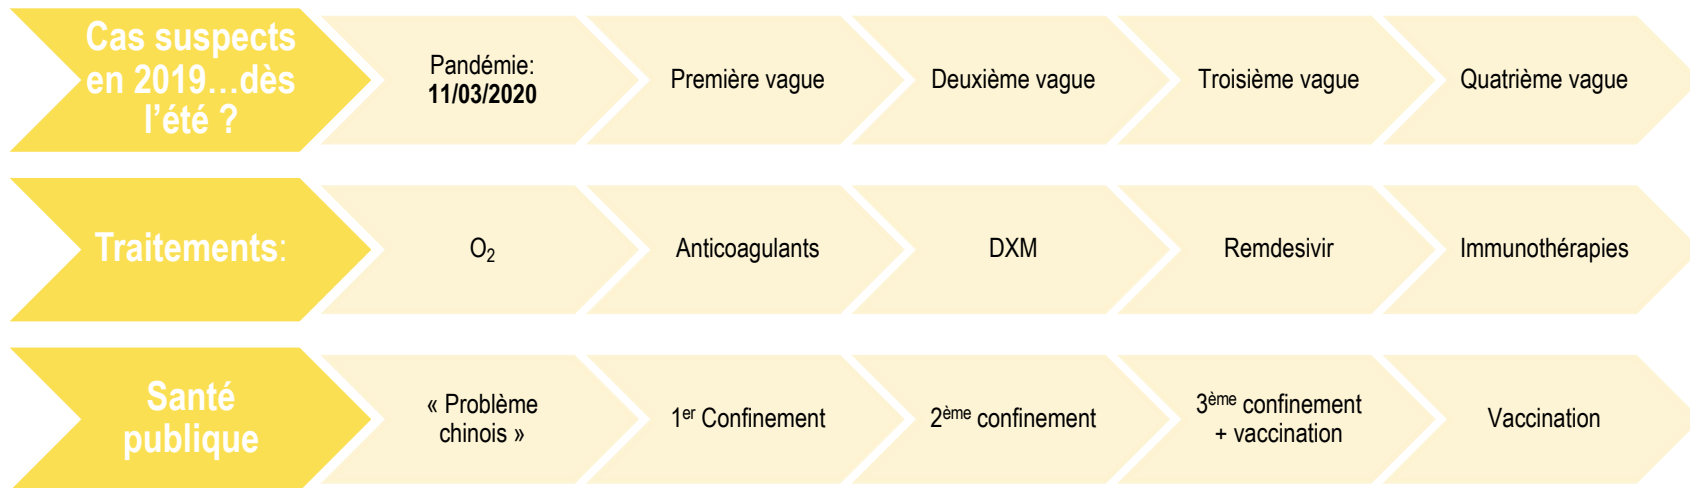 Cas suspects
en 2019…dès
l’été ?
Pandémie:
11/03/2020
Première vague
Deuxième vague
Troisième vague
Quatrième vague
Traitements:
O₂
Anticoagulants
DXM
Remdesivir
Immunothérapies
Santé
publique
« Problème
chinois »
1er Confinement
2ème confinement
3ème confinement
+ vaccination
Vaccination